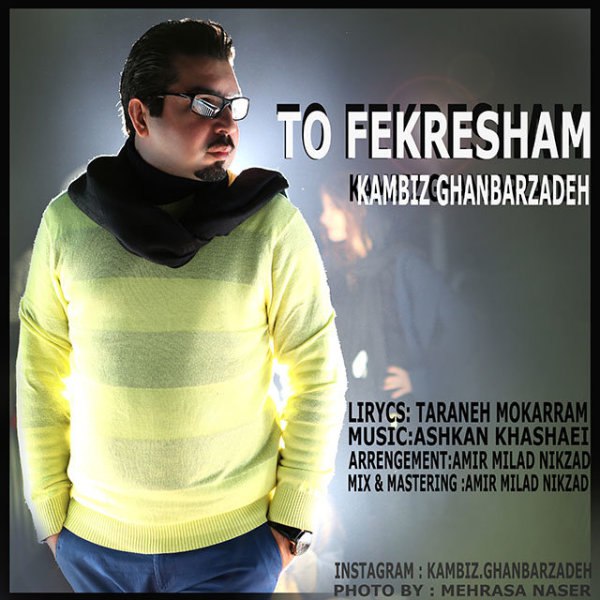 TO FEKRESHAM
KAMBIZ GHANBARZADEH
LIRYCS: TARANEH MOKARRAM
MUSIC:ASHKAN KHASHAEI
ARRENGEMENT:AMIR MILAD NIKZAD
MIX & MASTERING :AMIR MILAD NIKZAD
INSTAGRAM : KAMBIZ.GHANBARZADEH
PHOTO BY : MEHRASA NASER